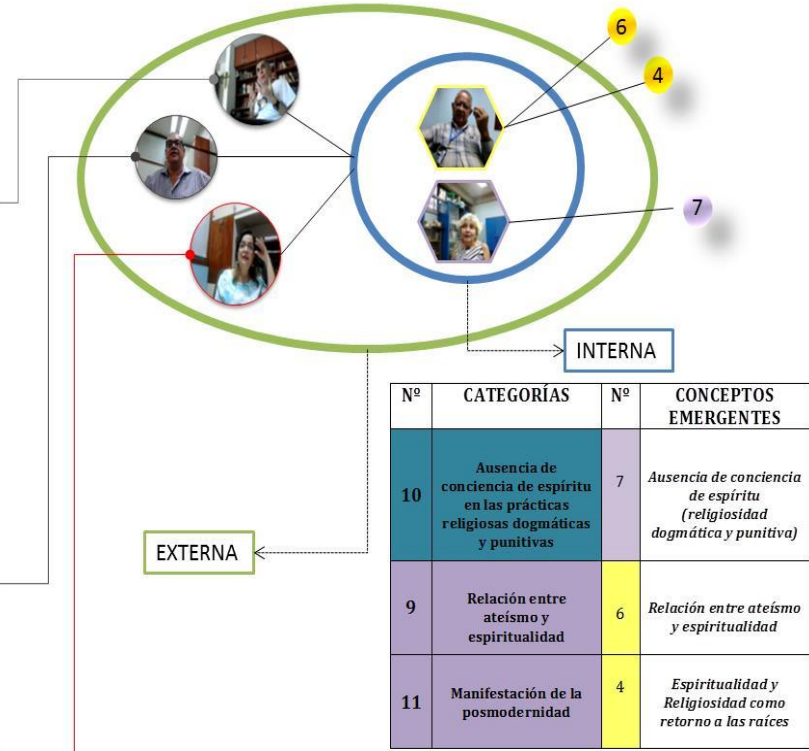 6
4
7
INTERNA
EXTERNA
Nº CATEGORÍAS Nº CONCEPTOS
EMERGENTES
10
Ausencia de
conciencia de espíritu
en las prácticas
religiosas dogmáticas
y punitivas
7
Ausencia de conciencia
de espíritu
(religiosidad
dogmática y punitiva)
9
Relación entre
ateísmo y
espiritualidad
6
Relación entre ateísmo
y espiritualidad
11
Manifestación de la
posmodernidad
4
Espiritualidad y
Religiosidad como
retorno a las raíces